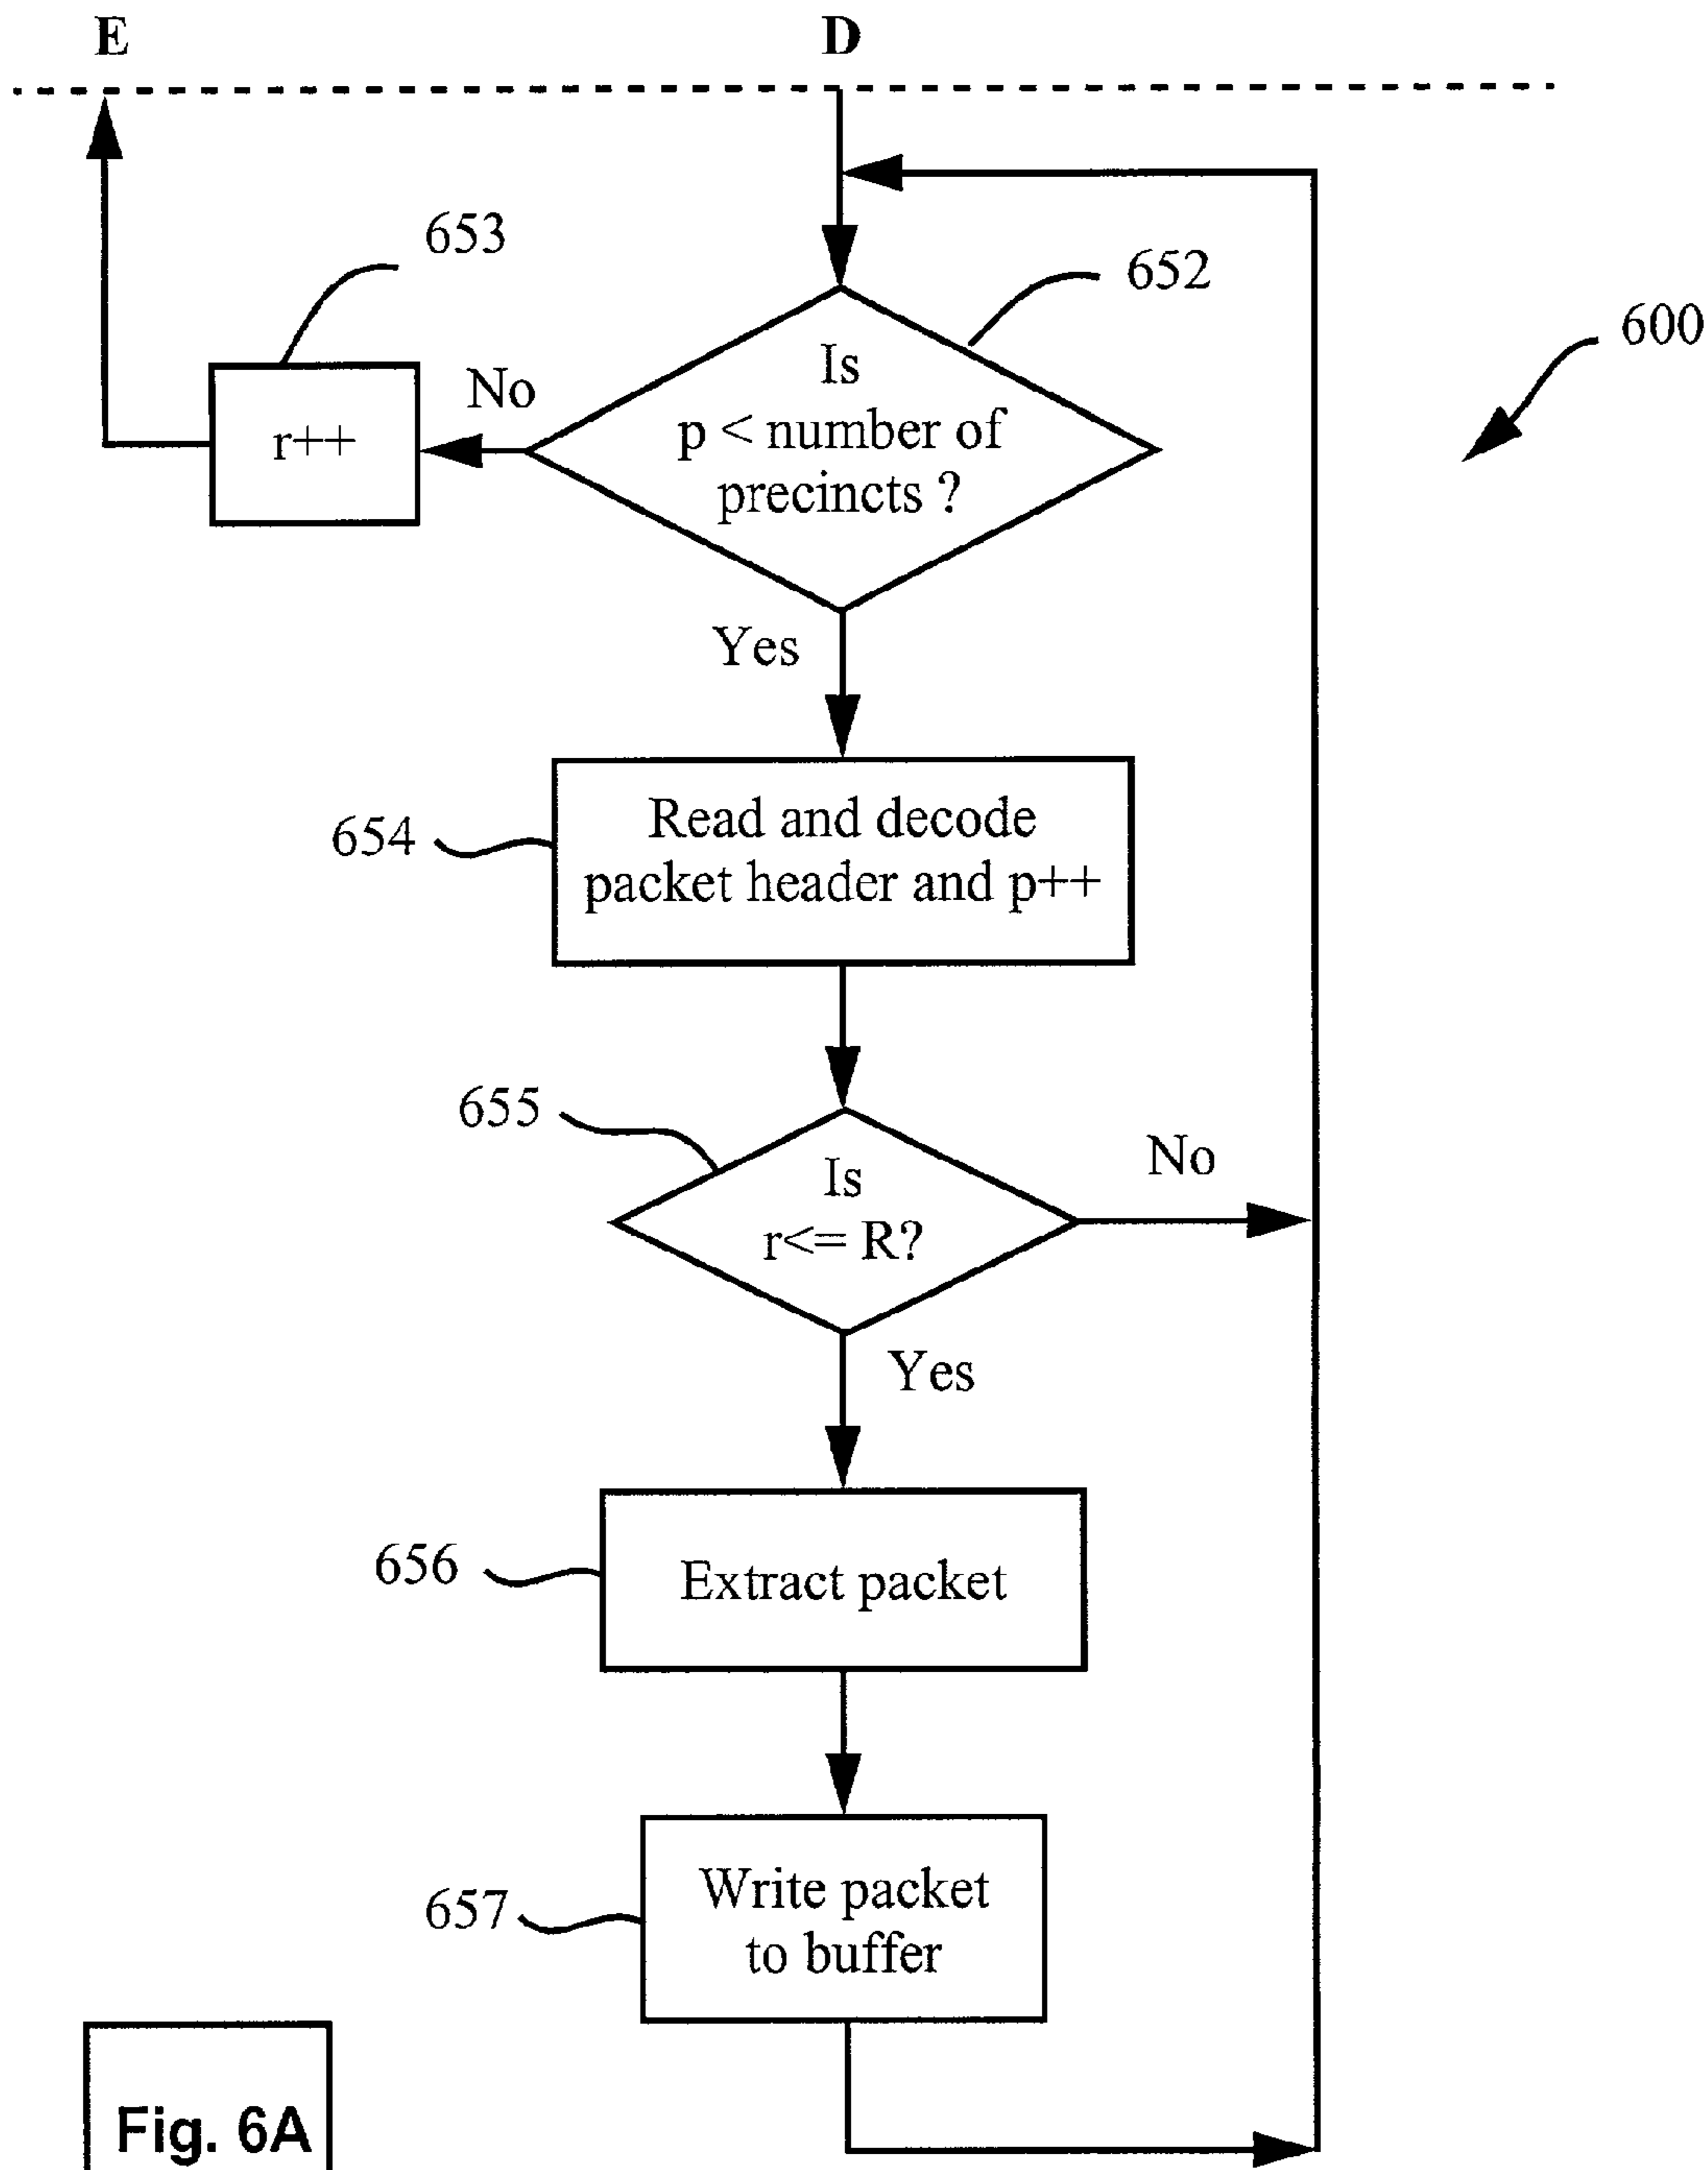 E
D
653
652
600
Is
p < number of
precincts ?
No
r++
Yes
654
Read and decode
packet header and p++
655
Is
r<= R?
No
Yes
656
Extract packet
657
Write packet
to buffer
Fig. 6A